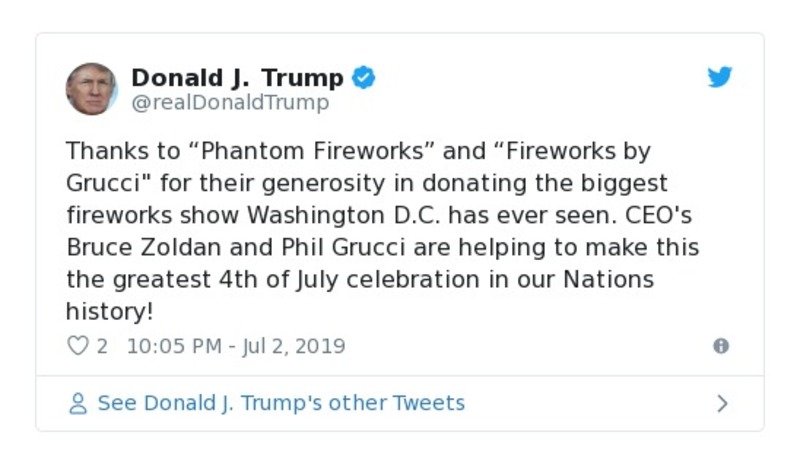 Donald J. Trump
@realDonaldTrump
Thanks to “Phantom Fireworks” and “Fireworks by
Grucci" for their generosity in donating the biggest
fireworks show Washington D.C. has ever seen. CEO's
Bruce Zoldan and Phil Grucci are helping to make this
the greatest 4th of July celebration in our Nations
history!
2 10:05 PM - Jul 2, 2019
See Donald J. Trump's other Tweets